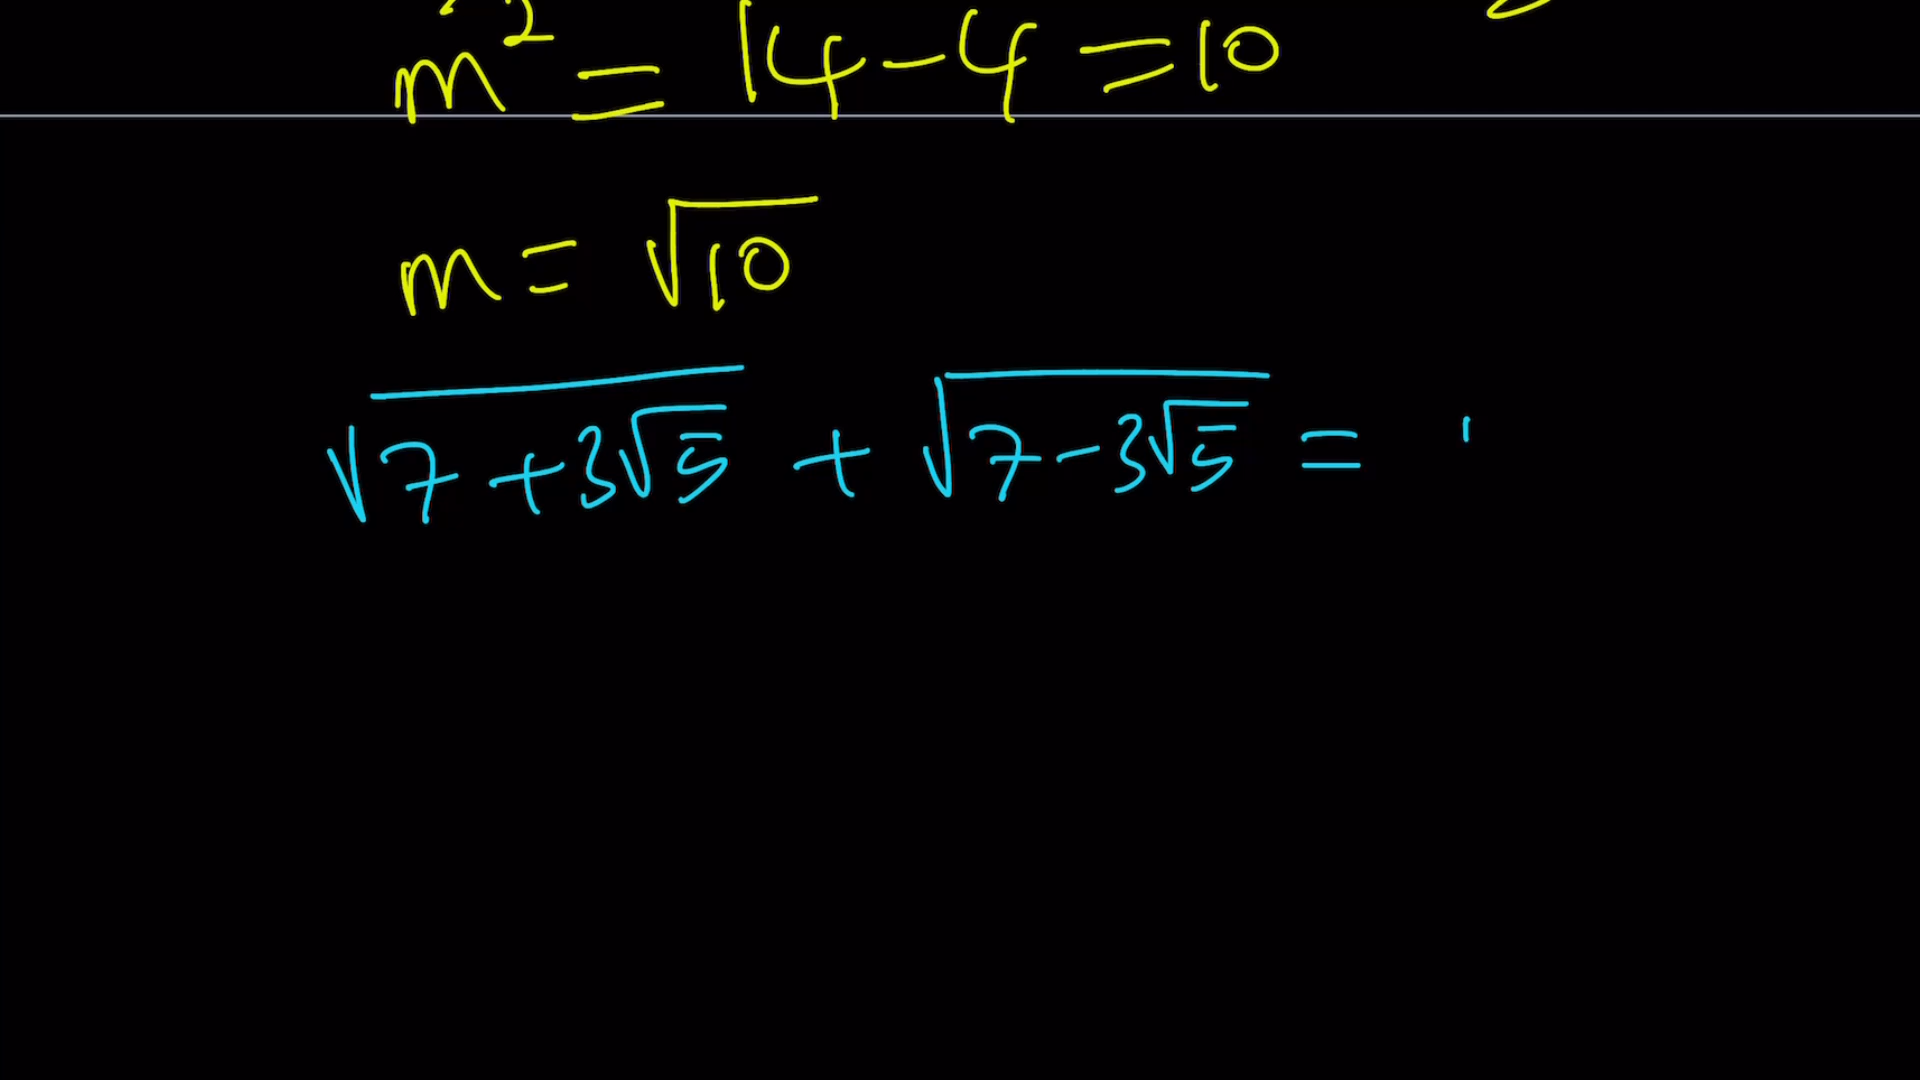 m² = 14 - 4 = 10
m = √10
√(7 + 3√5) + √(7 - 3√5) =